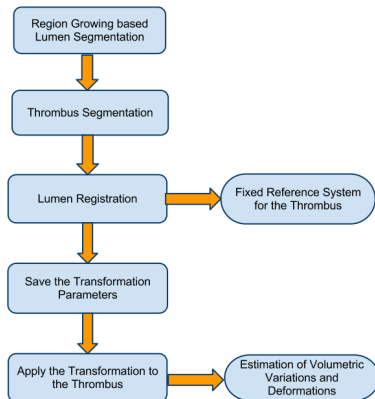 Region Growing based
Lumen Segmentation
Thrombus Segmentation
Lumen Registration
Fixed Reference System
for the Thrombus
Save the Transformation
Parameters
Apply the Transformation to
the Thrombus
Estimation of Volumetric
Variations and
Deformations